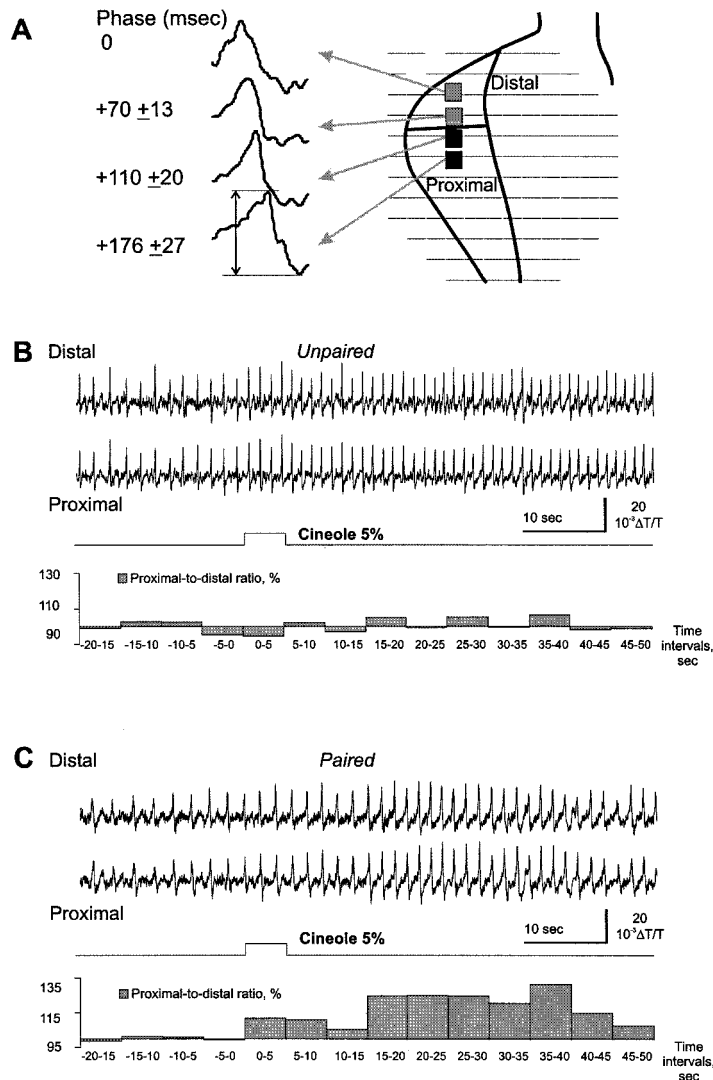 A
Phase (msec)
0
+70 ±13
+110 ±20
+176 ±27
Distal
Proximal
B
Distal
Unpaired
Proximal
10 sec
20
10⁻³ΔT/T
Cineole 5%
130
110
90
Proximal-to-distal ratio, %
-20-15 -15-10 -10-5 -5-0 0-5 5-10 10-15 15-20 20-25 25-30 30-35 35-40 40-45 45-50
Time
intervals,
sec
C
Distal
Paired
Proximal
10 sec
20
10⁻³ΔT/T
Cineole 5%
135
115
95
Proximal-to-distal ratio, %
-20-15 -15-10 -10-5 -5-0 0-5 5-10 10-15 15-20 20-25 25-30 30-35 35-40 40-45 45-50
Time
intervals,
sec